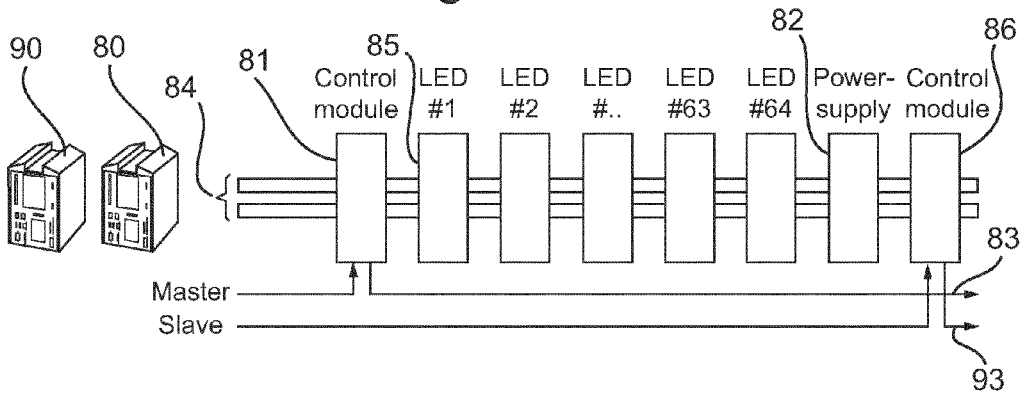 90
80
84
81
85
82
86
Control module
LED #1
LED #2
LED #..
LED #63
LED #64
Power-supply
Control module
83
Master
Slave
93